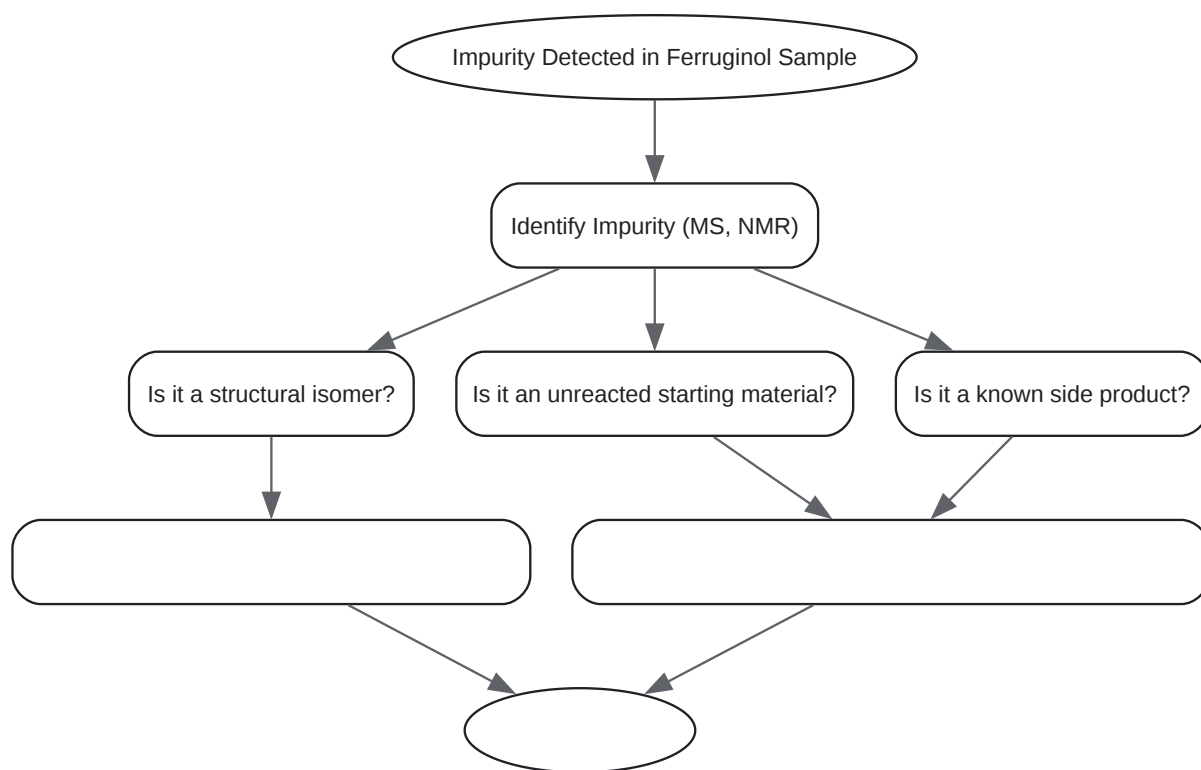 Impurity Detected in Ferruginol Sample
Identify Impurity (MS, NMR)
Is it a structural isomer?
Is it an unreacted starting material?
Is it a known side product?